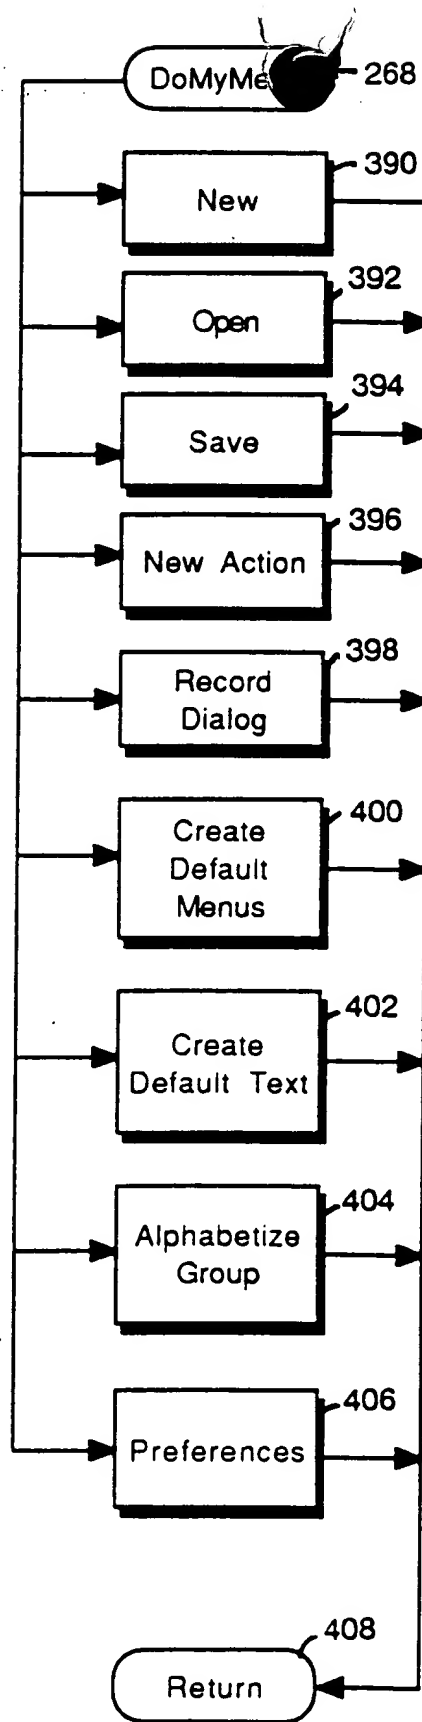 268
390
New
392
Open
394
Save
396
New Action
398
Record
Dialog
400
Create
Default
Menus
402
Create
Default Text
404
Alphabetize
Group
406
Preferences
408
Return